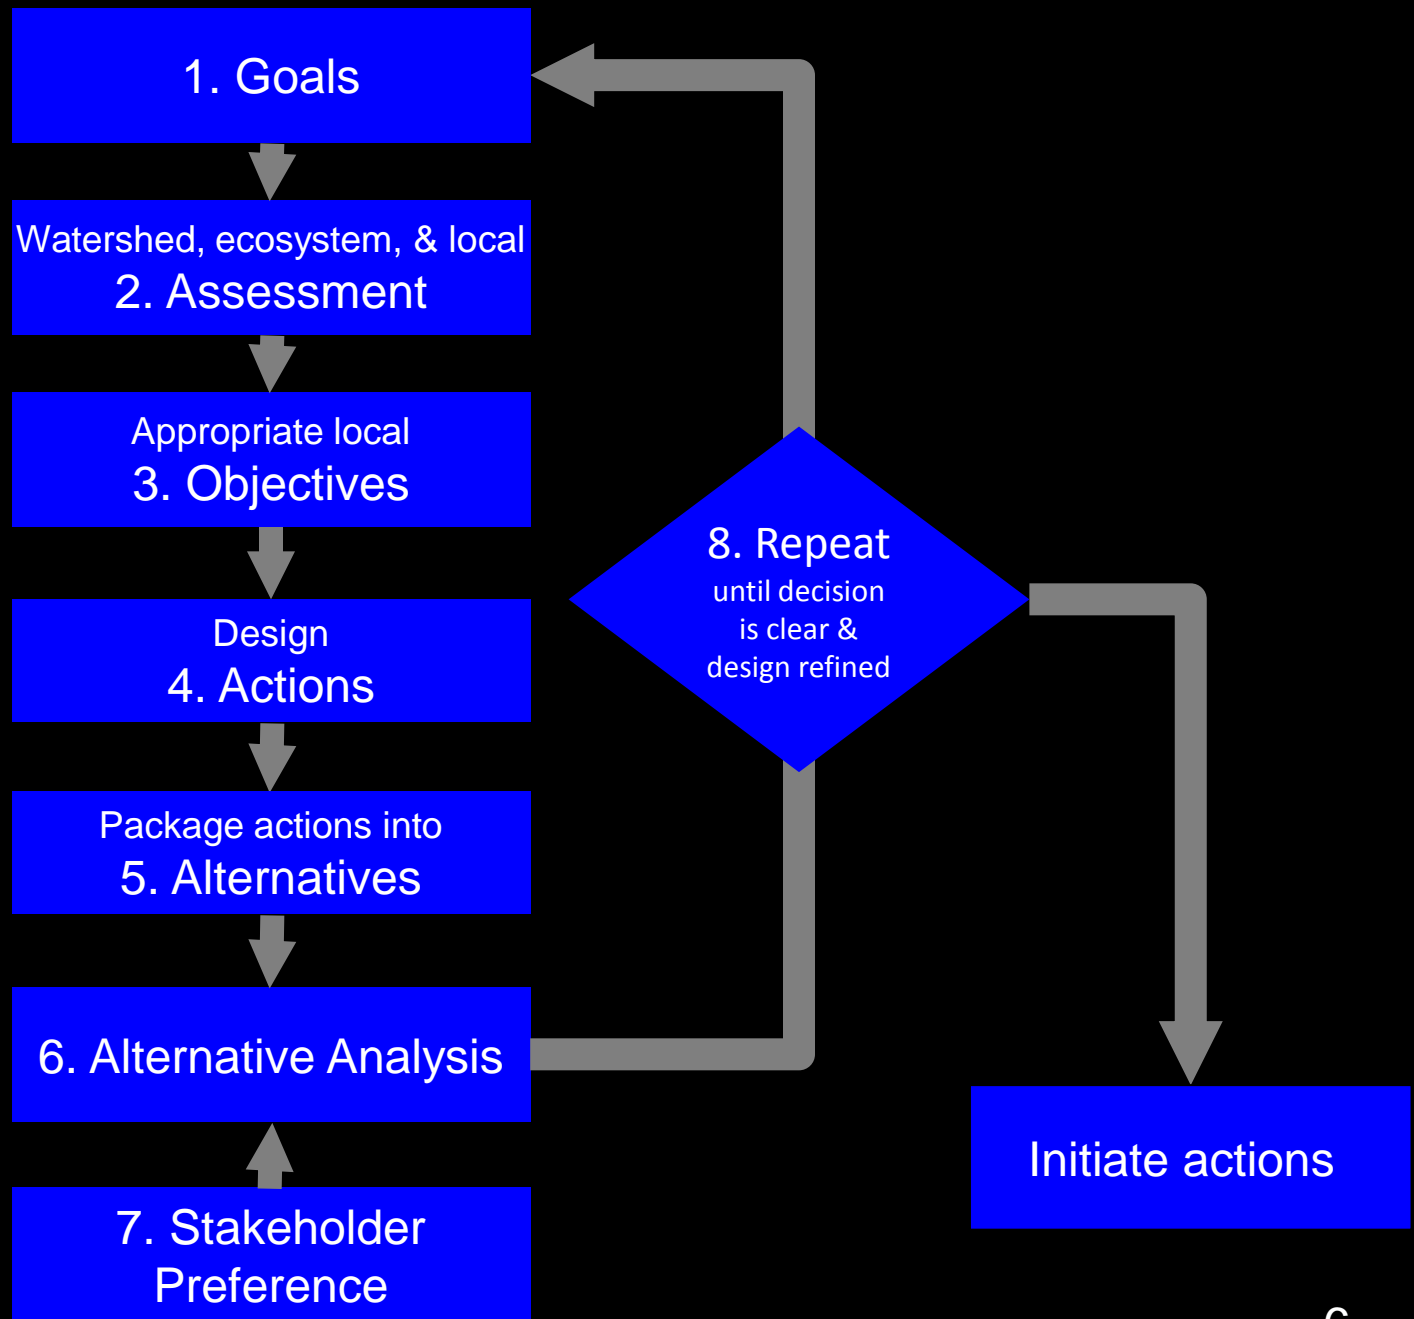 1. Goals
Watershed, ecosystem, & local
2. Assessment
Appropriate local
3. Objectives
Design
4. Actions
Package actions into
5. Alternatives
6. Alternative Analysis
7. Stakeholder
Preference
8. Repeat
until decision
is clear &
design refined
Initiate actions